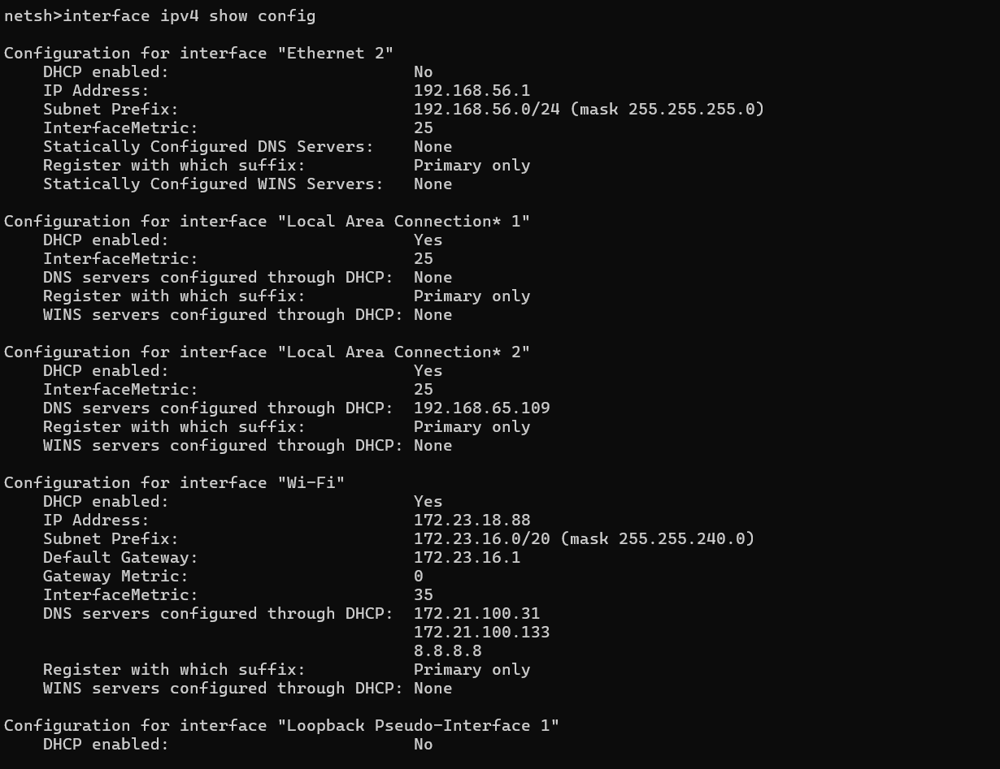 netsh>interface ipv4 show config
Configuration for interface "Ethernet 2"
DHCP enabled: No
IP Address: 192.168.56.1
Subnet Prefix: 192.168.56.0/24 (mask 255.255.255.0)
InterfaceMetric: 25
Statically Configured DNS Servers: None
Register with which suffix: Primary only
Statically Configured WINS Servers: None
Configuration for interface "Local Area Connection* 1"
DHCP enabled: Yes
InterfaceMetric: 25
DNS servers configured through DHCP: None
Register with which suffix: Primary only
WINS servers configured through DHCP: None
Configuration for interface "Local Area Connection* 2"
DHCP enabled: Yes
InterfaceMetric: 25
DNS servers configured through DHCP: 192.168.65.109
Register with which suffix: Primary only
WINS servers configured through DHCP: None
Configuration for interface "Wi-Fi"
DHCP enabled: Yes
IP Address: 172.23.18.88
Subnet Prefix: 172.23.16.0/20 (mask 255.255.240.0)
Default Gateway: 172.23.16.1
Gateway Metric: 0
InterfaceMetric: 35
DNS servers configured through DHCP: 172.21.100.31
172.21.100.133
8.8.8.8
Register with which suffix: Primary only
WINS servers configured through DHCP: None
Configuration for interface "Loopback Pseudo-Interface 1"
DHCP enabled: No